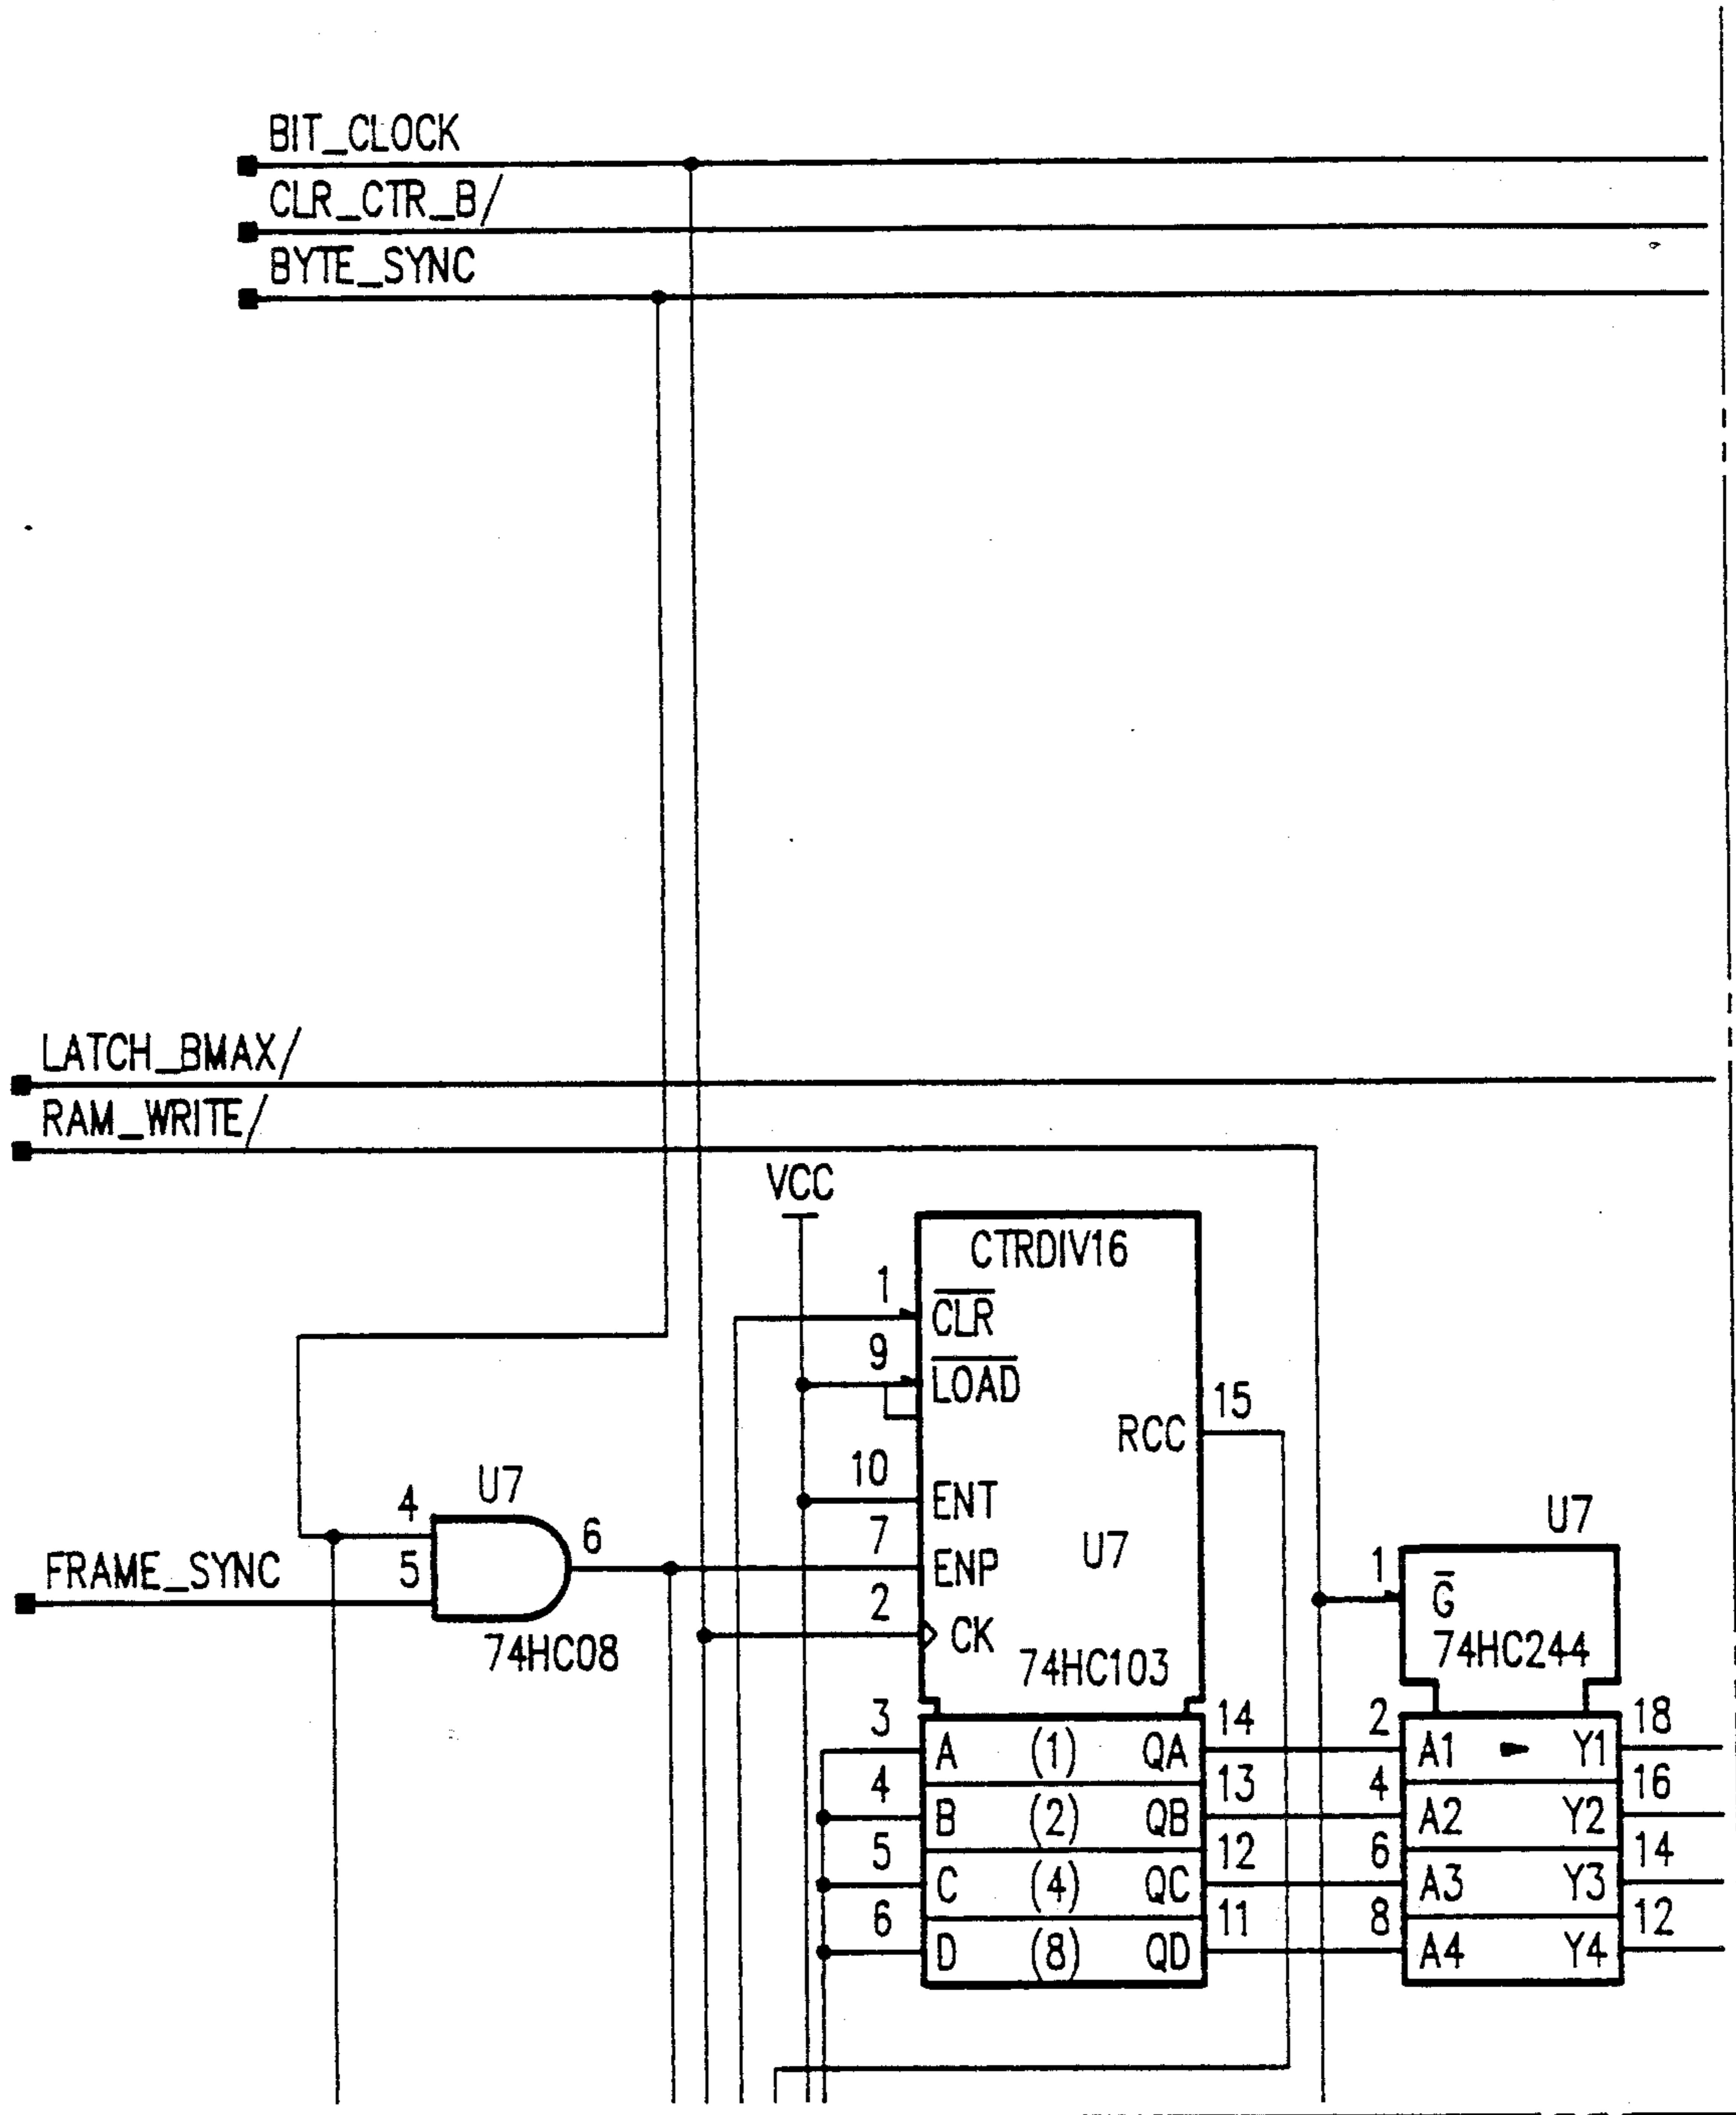 BIT_CLOCK
CLR_CTR_B/
BYTE_SYNC
LATCH_BMAX/
RAM_WRITE/
VCC
CTRDIV16
1 CLR
9 LOAD
RCC 15
10 ENT
7 ENP
U7
2 CK
74HC103
3 A (1) QA 14
4 B (2) QB 13
5 C (4) QC 12
6 D (8) QD 11
U7
4
5
6
74HC08
FRAME_SYNC
U7
1 G
74HC244
2 A1 Y1 18
4 A2 Y2 16
6 A3 Y3 14
8 A4 Y4 12